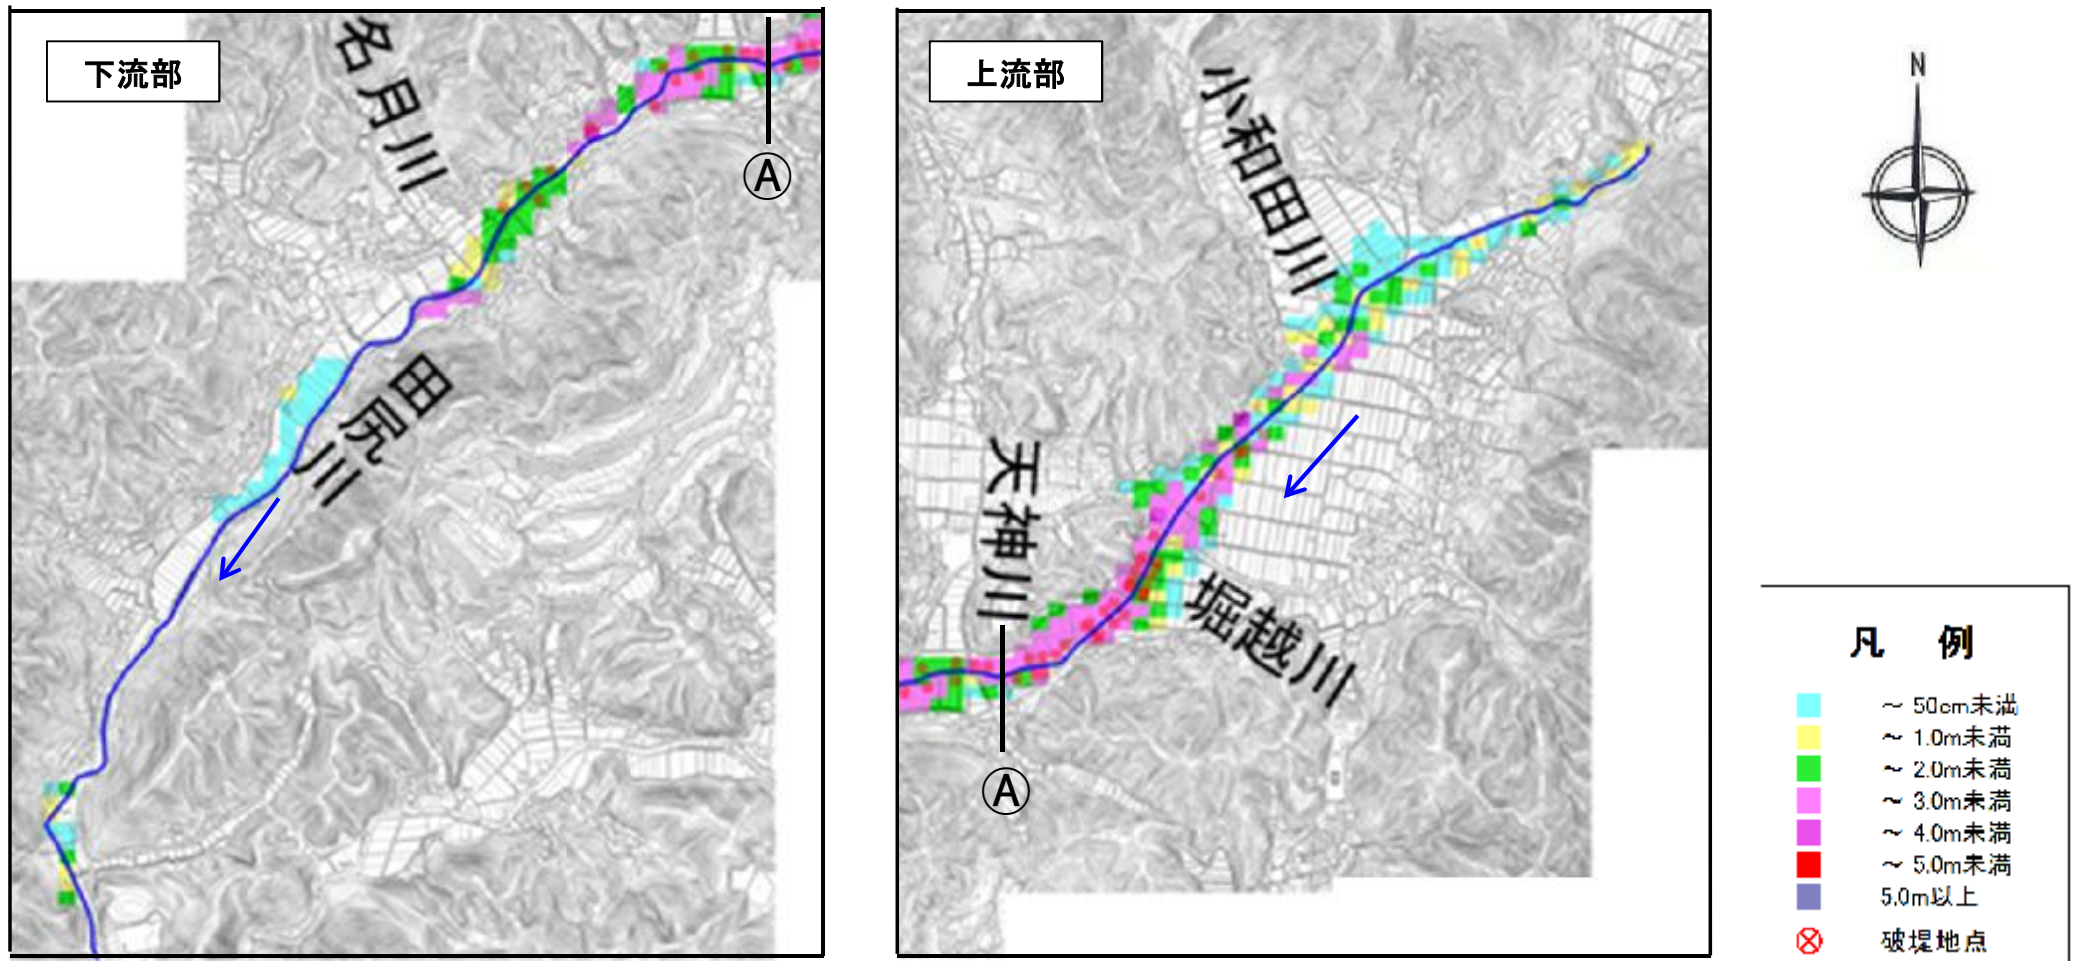 下流部
名月川
田尻川
Ⓐ
上流部
小和田川
天神川
堀越川
Ⓐ
N
凡 例
～ 50cm未満
～ 1.0m未満
～ 2.0m未満
～ 3.0m未満
～ 4.0m未満
～ 5.0m未満
5.0m以上
破堤地点